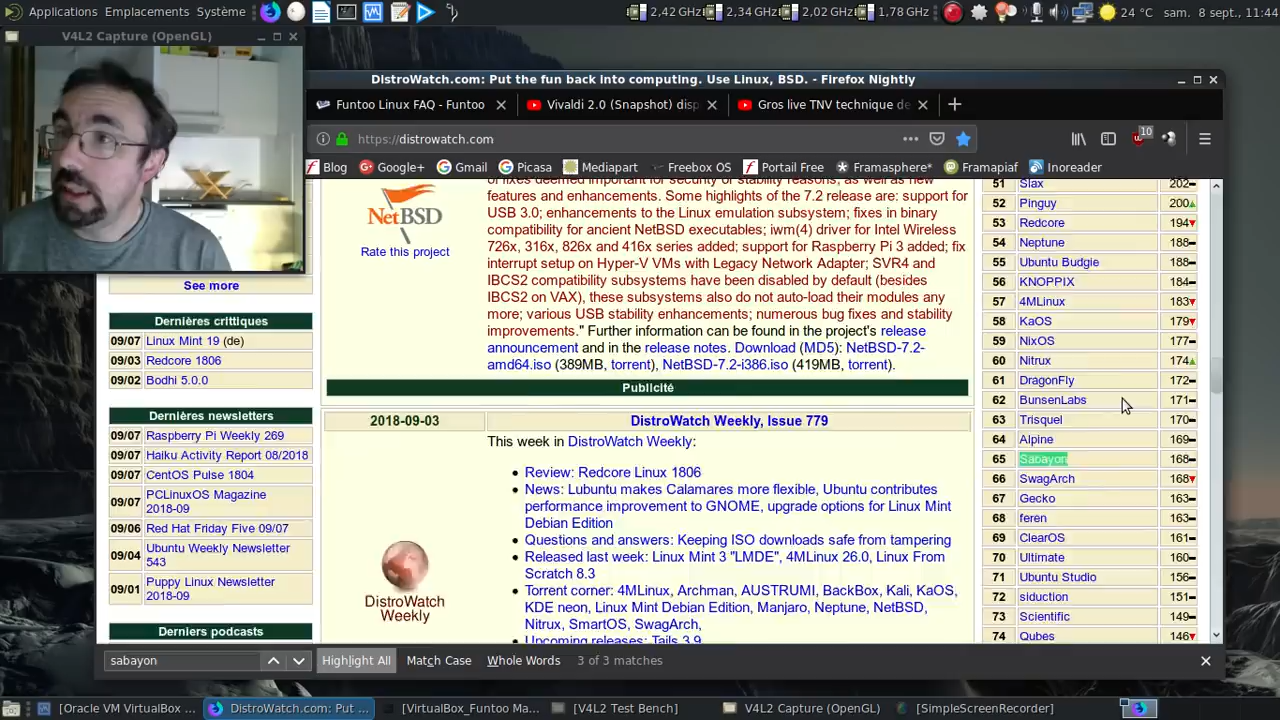 Applications Emplacements Système 2,42 GHz 2,34 GHz 2,02 GHz 1,78 GHz 24 °C sam. 8 sept., 11:44
V4L2 Capture (OpenGL)
DistroWatch.com: Put the fun back into computing. Use Linux, BSD. - Firefox Nightly
Funtoo Linux FAQ - Funtoo
Vivaldi 2.0 (Snapshot) disp
Gros live TNV technique de
https://distrowatch.com
10
Blog Google+ Gmail Picasa Mediapart Freebox OS Portail Free Framasphere* Framapiaf Inoreader
See more
Dernières crittiques
09/07 Linux Mint 19 (de)
09/03 Redcore 1806
09/02 Bodhi 5.0.0
Dernières newsletters
09/07 Raspberry Pi Weekly 269
09/07 Haiku Activity Report 08/2018
09/07 CentOS Pulse 1804
09/07 PCLinuxOS Magazine
2018-09
09/06 Red Hat Friday Five 09/07
09/04 Ubuntu Weekly Newsletter
543
09/01 Puppy Linux Newsletter
2018-09
Derniers podcasts
NetBSD
Rate this project
of fixes deemed important for security or stability reasons, as well as new
features and enhancements. Some highlights of the 7.2 release are: support for
USB 3.0; enhancements to the Linux emulation subsystem; fixes in binary
compatibility for ancient NetBSD executables; iwm(4) driver for Intel Wireless
726x, 316x, 826x and 416x series added; support for Raspberry Pi 3 added; fix
interrupt setup on Hyper-V VMs with Legacy Network Adapter; SVR4 and
IBCS2 compatibility subsystems have been disabled by default (besides
IBCS2 on VAX), these subsystems also do not auto-load their modules any
more; various USB stability enhancements; numerous bug fixes and stability
improvements." Further information can be found in the project's release
announcement and in the release notes. Download (MD5): NetBSD-7.2-
amd64.iso (389MB, torrent), NetBSD-7.2-i386.iso (419MB, torrent).
Publicité
2018-09-03 DistroWatch Weekly, Issue 779
DistroWatch
Weekly
This week in DistroWatch Weekly:
Review: Redcore Linux 1806
News: Lubuntu makes Calamares more flexible, Ubuntu contributes
performance improvement to GNOME, upgrade options for Linux Mint
Debian Edition
Questions and answers: Keeping ISO downloads safe from tampering
Released last week: Linux Mint 3 "LMDE", 4MLinux 26.0, Linux From
Scratch 8.3
Torrent corner: 4MLinux, Archman, AUSTRUMI, BackBox, Kali, KaOS,
KDE neon, Linux Mint Debian Edition, Manjaro, Neptune, NetBSD,
Nitrux, SmartOS, SwagArch,
Upcoming releases: Tails 3.9
51 Slax 202
52 Pinguy 200
53 Redcore 194
54 Neptune 188
55 Ubuntu Budgie 188
56 KNOPPIX 184
57 4MLinux 183
58 KaOS 179
59 NixOS 177
60 Nitrux 174
61 DragonFly 172
62 BunsenLabs 171
63 Trisquel 170
64 Alpine 169
65 Sabayon 168
66 SwagArch 168
67 Gecko 163
68 feren 163
69 ClearOS 161
70 Ultimate 160
71 Ubuntu Studio 156
72 siduction 151
73 Scientific 149
74 Qubes 146
sabayon Highlight All Match Case Whole Words 3 of 3 matches
[Oracle VM VirtualBox ... DistroWatch.com: Put ... [VirtualBox_Funtoo Ma... [V4L2 Test Bench] V4L2 Capture (OpenGL) [SimpleScreenRecorder]